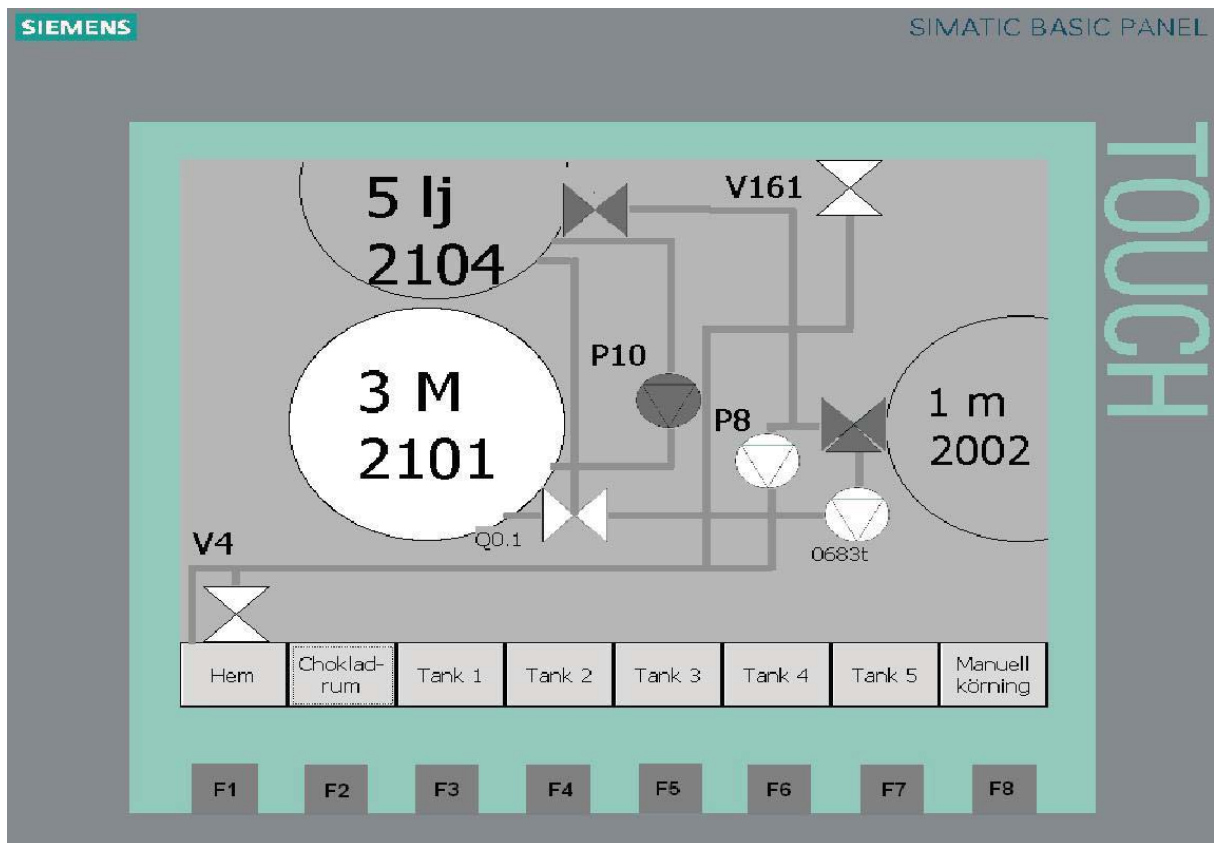 SIEMENS
SIMATIC BASIC PANEL
TOUCH
5 lj
2104
V161
3 M
2101
P10
P8
1 m
2002
Q0.1
0683t
V4
Hem
Choklad-
rum
Tank 1
Tank 2
Tank 3
Tank 4
Tank 5
Manuell
körning
F1
F2
F3
F4
F5
F6
F7
F8